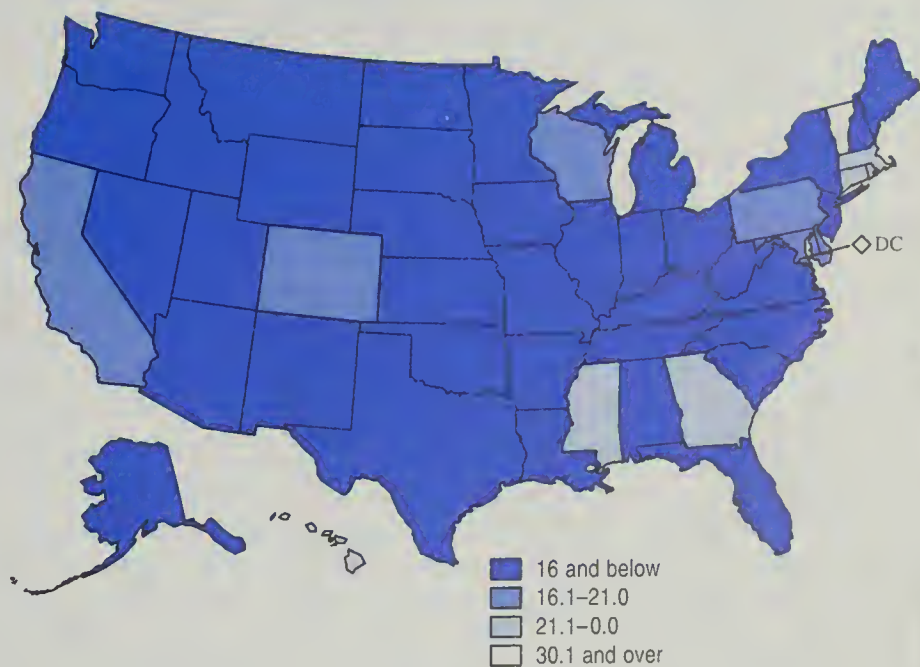 DC
16 and below
16.1–21.0
21.1–0.0
30.1 and over